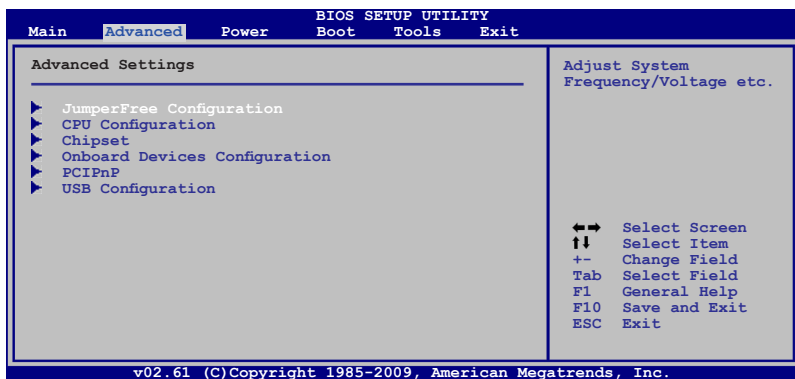 BIOS SETUP UTILITY
Main Advanced Power Boot Tools Exit
Advanced Settings
JumperFree Configuration
CPU Configuration
Chipset
Onboard Devices Configuration
PCIPnP
USB Configuration
Adjust System
Frequency/Voltage etc.
←→ Select Screen
↑↓ Select Item
+- Change Field
Tab Select Field
F1 General Help
F10 Save and Exit
ESC Exit
v02.61 (C)Copyright 1985-2009, American Megatrends, Inc.